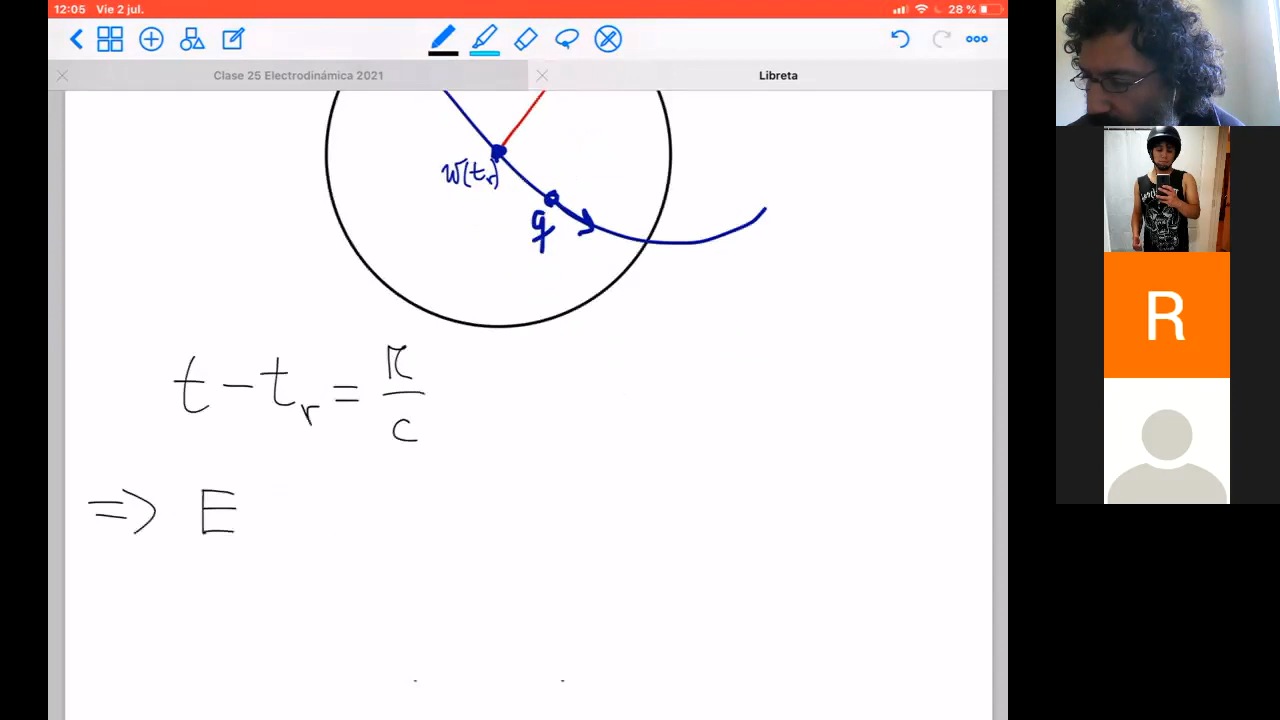 12:05 Vie 2 jul. 28 %
Clase 25 Electrodinámica 2021 Libreta
w(tᵣ)
q
t - tᵣ = r/c
=> E
R